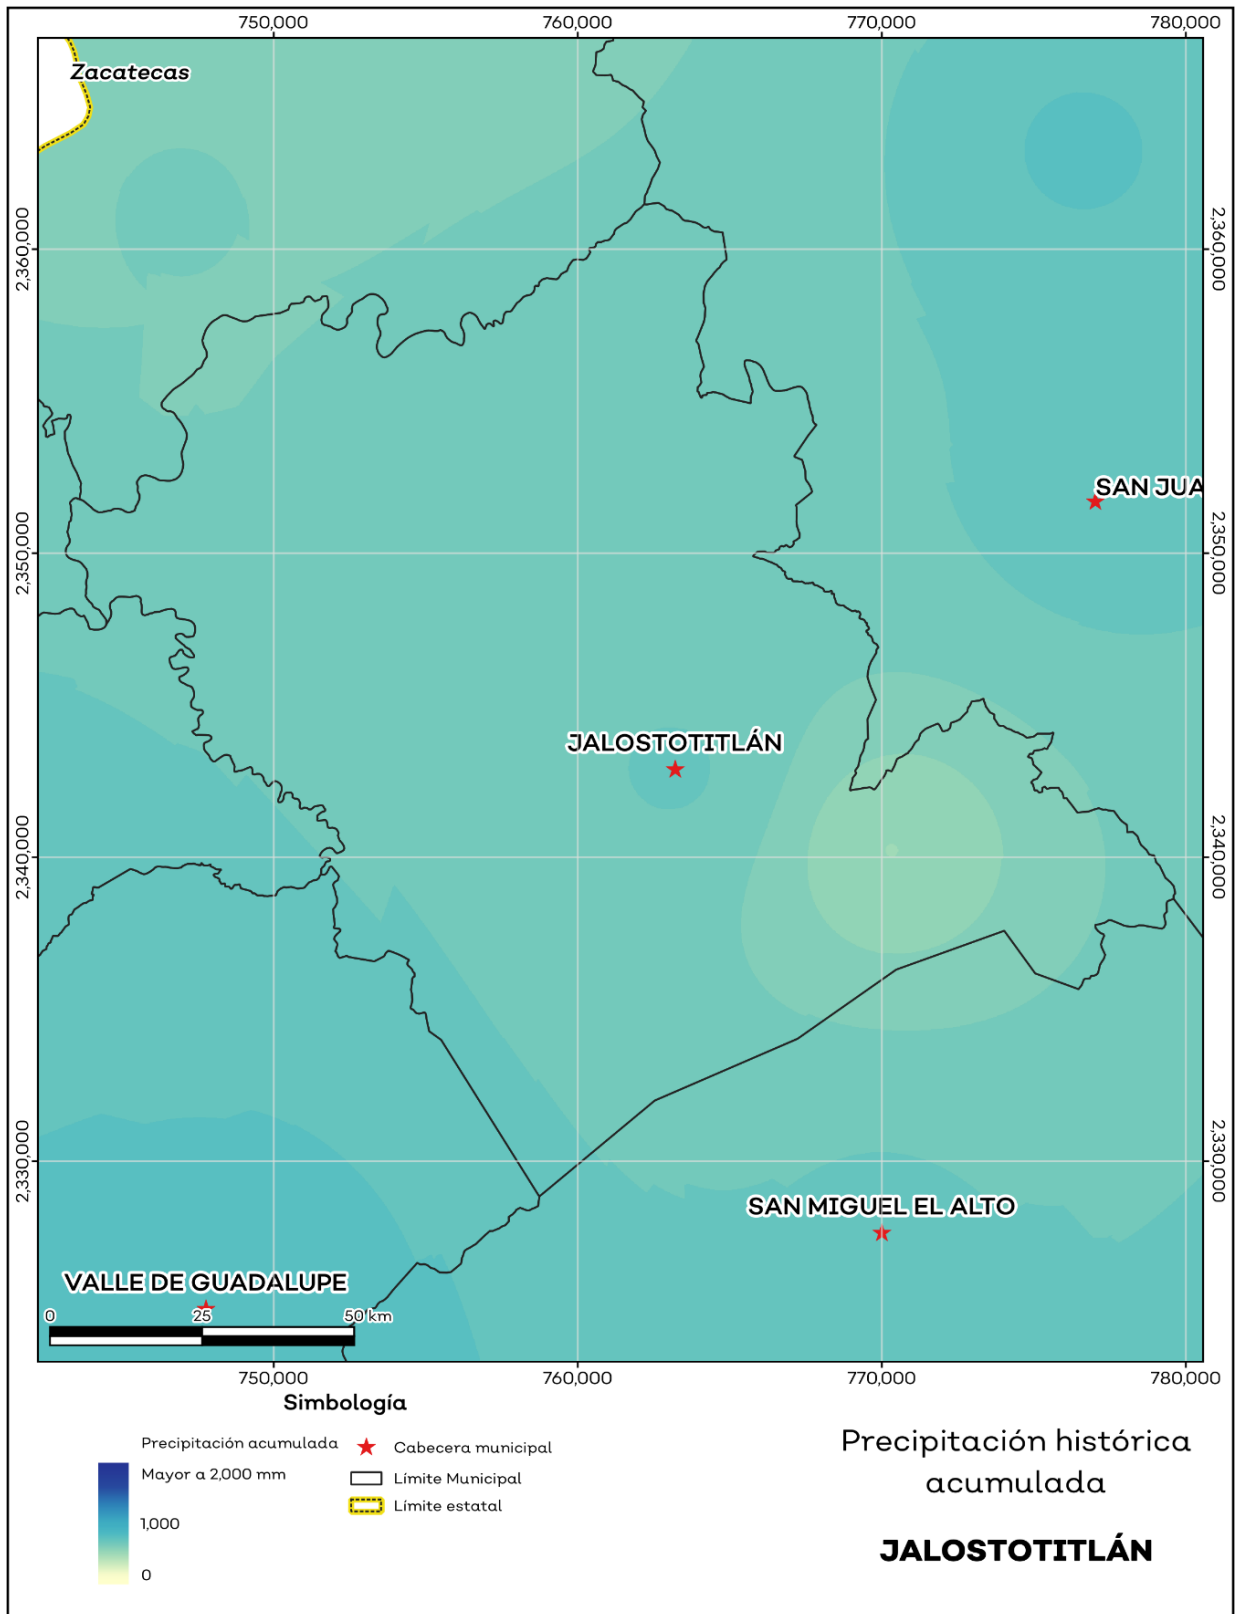 750,000
760,000
770,000
780,000
Zacatecas
2,360,000
2,360,000
SAN JUA
2,350,000
2,350,000
JALOSTOTITLÁN
2,340,000
2,340,000
2,330,000
2,330,000
SAN MIGUEL EL ALTO
VALLE DE GUADALUPE
0 25 50 km
750,000
760,000
770,000
780,000
Simbología
Precipitación acumulada
Mayor a 2,000 mm
1,000
0
Cabecera municipal
Límite Municipal
Límite estatal
Precipitación histórica
acumulada
JALOSTOTITLÁN